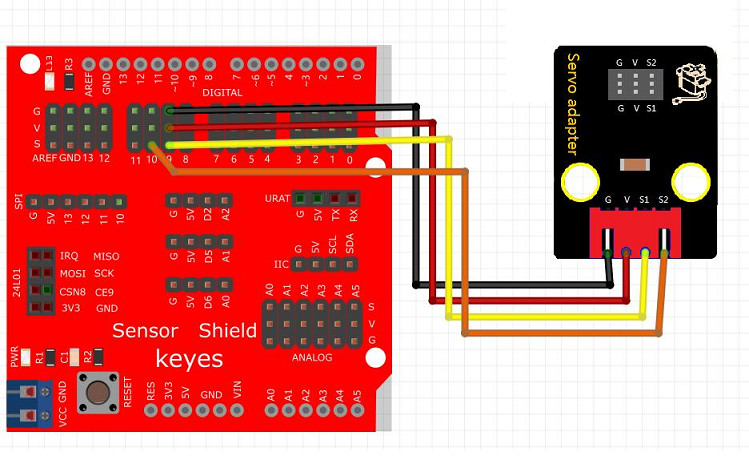 L13
R3
AREF
GND
13
12
11
~10
~9
8
7
~6
~5
4
~3
2
1
0
DIGITAL
G
V
S
AREF GND 13 12 11 10 9 8 7 6 5 4 3 2 1 0
SPI
G 5V 13 12 11 10
G 5V D2 A2
URAT
G 5V TX RX
G 5V D5 A1
IIC
G 5V SCL SDA
G 5V D6 A0
24L01
IRQ MISO
MOSI SCK
CSN8 CE9
3V3 GND
A0 A1 A2 A3 A4 A5
S
V
G
ANALOG
Sensor Shield
keyes
PWR
R1
C1
R2
VCC GND
RESET
RES 3V3 5V GND VIN
A0 A1 A2 A3 A4 A5
Servo adapter
G V S2
G V S1
G V S1 S2